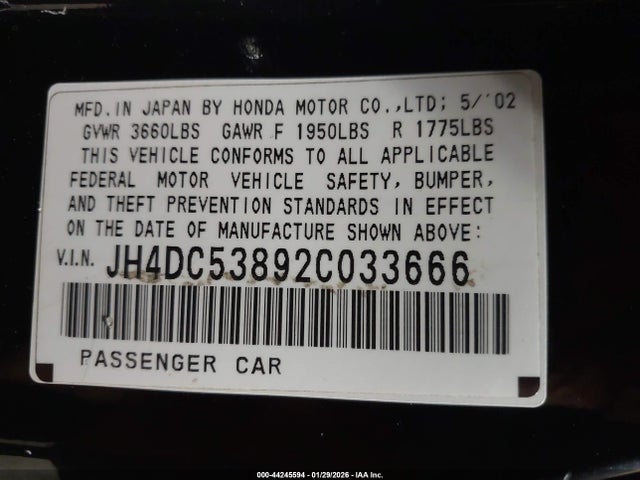 MFD. IN JAPAN BY HONDA MOTOR CO.,LTD; 5/'02
GVWR 3660LBS GAWR F 1950LBS R 1775LBS
THIS VEHICLE CONFORMS TO ALL APPLICABLE
FEDERAL MOTOR VEHICLE SAFETY, BUMPER,
AND THEFT PREVENTION STANDARDS IN EFFECT
ON THE DATE OF MANUFACTURE SHOWN ABOVE:
V.I.N. JH4DC53892C033666
PASSENGER CAR
000-44245594 - 01/29/2026 - IAA Inc.